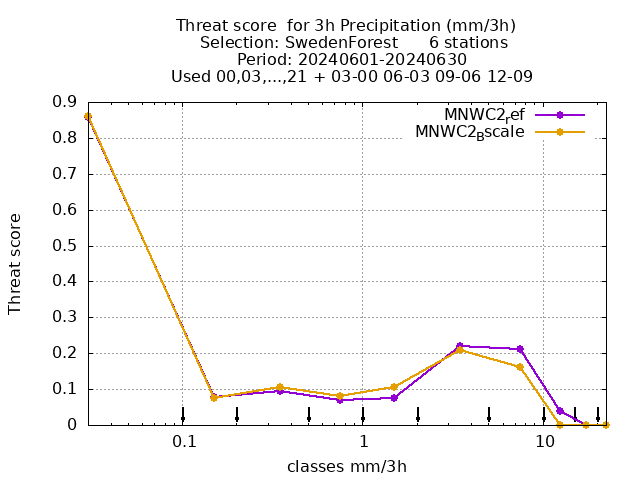 Threat score  for 3h Precipitation (mm/3h)
Selection: SwedenForest      6 stations
Period: 20240601-20240630
Used 00,03,...,21 + 03-00 06-03 09-06 12-09
MNWC2ref
MNWC2Bscale
0.9
0.8
0.7
0.6
0.5
0.4
0.3
0.2
0.1
0
Threat score
0.1 1 10
classes mm/3h